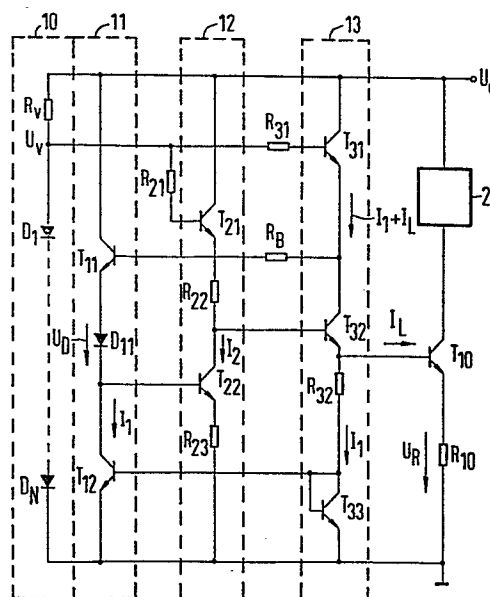 10 11 12 13
U
R_V
U_V
R_31
T_31
R_21
T_21
2
D_1
I_1+I_L
T_11
R_B
R_22
U_D
D_11
T_32
I_L
I_2
T_10
T_22
R_32
I_1
R_23
I_1
U_R
R_10
T_12
T_33
D_N